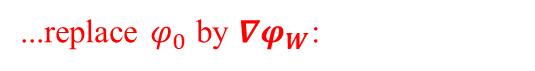 ...replace φ₀ by 𝜵𝝋_𝑾: